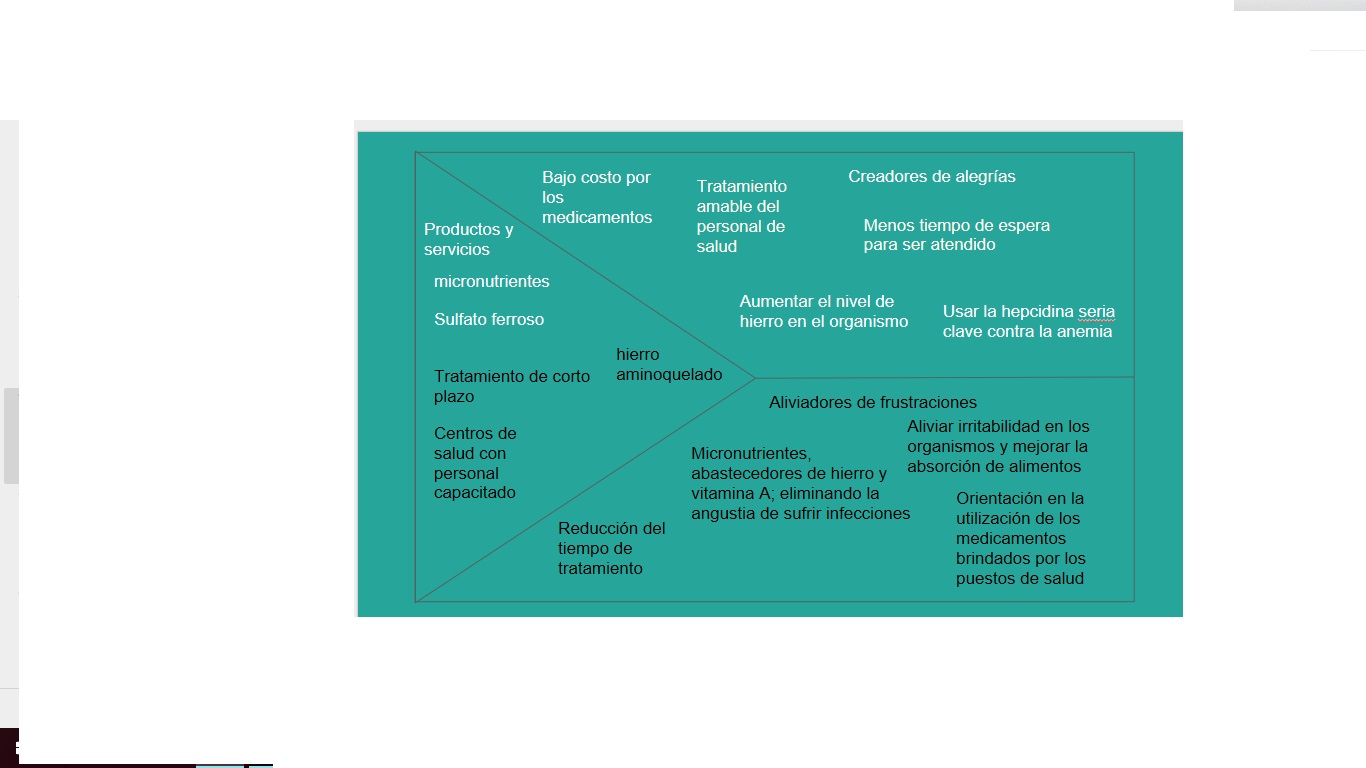 Bajo costo por
los
medicamentos
Tratamiento
amable del
personal de
salud
Creadores de alegrías
Menos tiempo de espera
para ser atendido
Productos y
servicios
micronutrientes
Sulfato ferroso
Aumentar el nivel de
hierro en el organismo
Usar la hepcidina seria
clave contra la anemia
hierro
aminoquelado
Tratamiento de corto
plazo
Centros de
salud con
personal
capacitado
Aliviadores de frustraciones
Aliviar irritabilidad en los
organismos y mejorar la
absorción de alimentos
Micronutrientes,
abastecedores de hierro y
vitamina A; eliminando la
angustia de sufrir infecciones
Orientación en la
utilización de los
medicamentos
brindados por los
puestos de salud
Reducción del
tiempo de
tratamiento